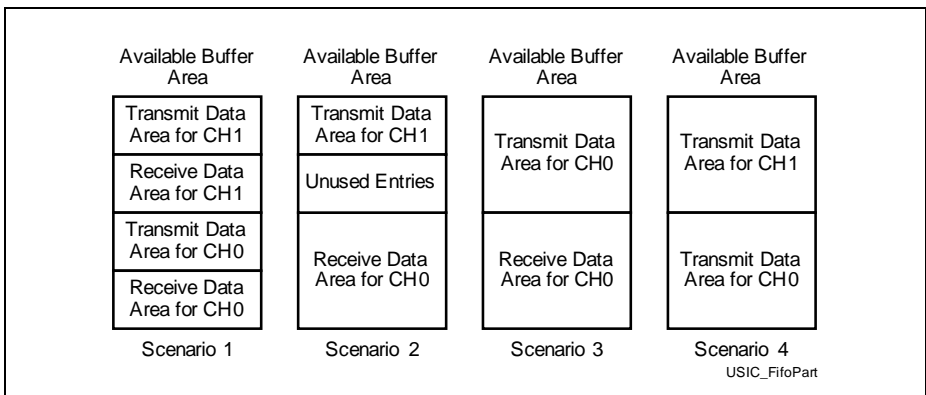 Available Buffer
Area
Transmit Data
Area for CH1
Receive Data
Area for CH1
Transmit Data
Area for CH0
Receive Data
Area for CH0
Scenario 1
Available Buffer
Area
Transmit Data
Area for CH1
Unused Entries
Receive Data
Area for CH0
Scenario 2
Available Buffer
Area
Transmit Data
Area for CH0
Receive Data
Area for CH0
Scenario 3
Available Buffer
Area
Transmit Data
Area for CH1
Transmit Data
Area for CH0
Scenario 4
USIC_FifoPart